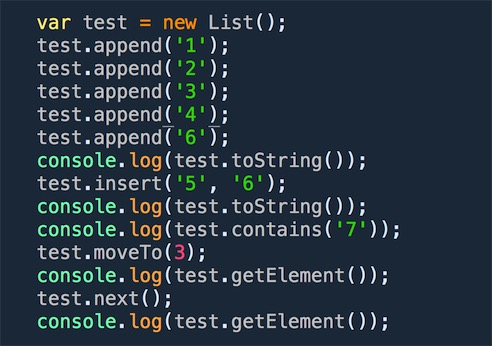 var test = new List();
test.append('1');
test.append('2');
test.append('3');
test.append('4');
test.append('6');
console.log(test.toString());
test.insert('5', '6');
console.log(test.toString());
console.log(test.contains('7'));
test.moveTo(3);
console.log(test.getElement());
test.next();
console.log(test.getElement());